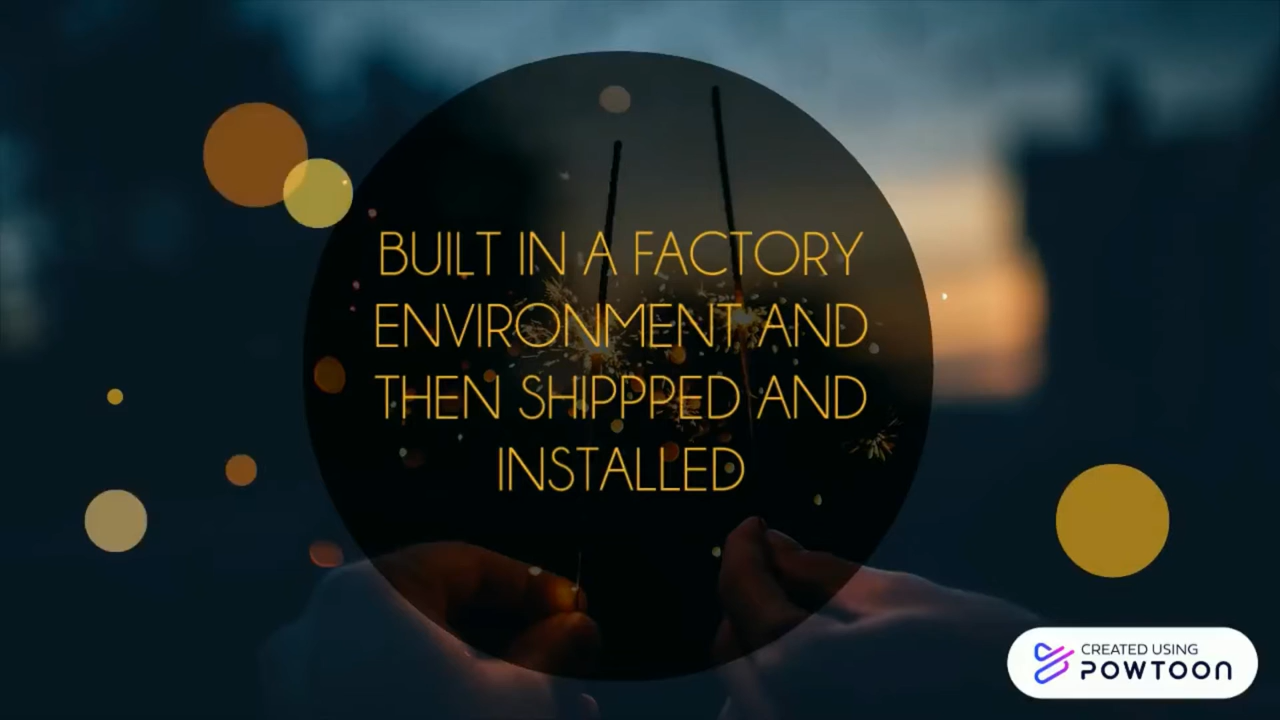 BUILT IN A FACTORY
ENVIRONMENT AND
THEN SHIPPPED AND
INSTALLED
CREATED USING
POWTOON